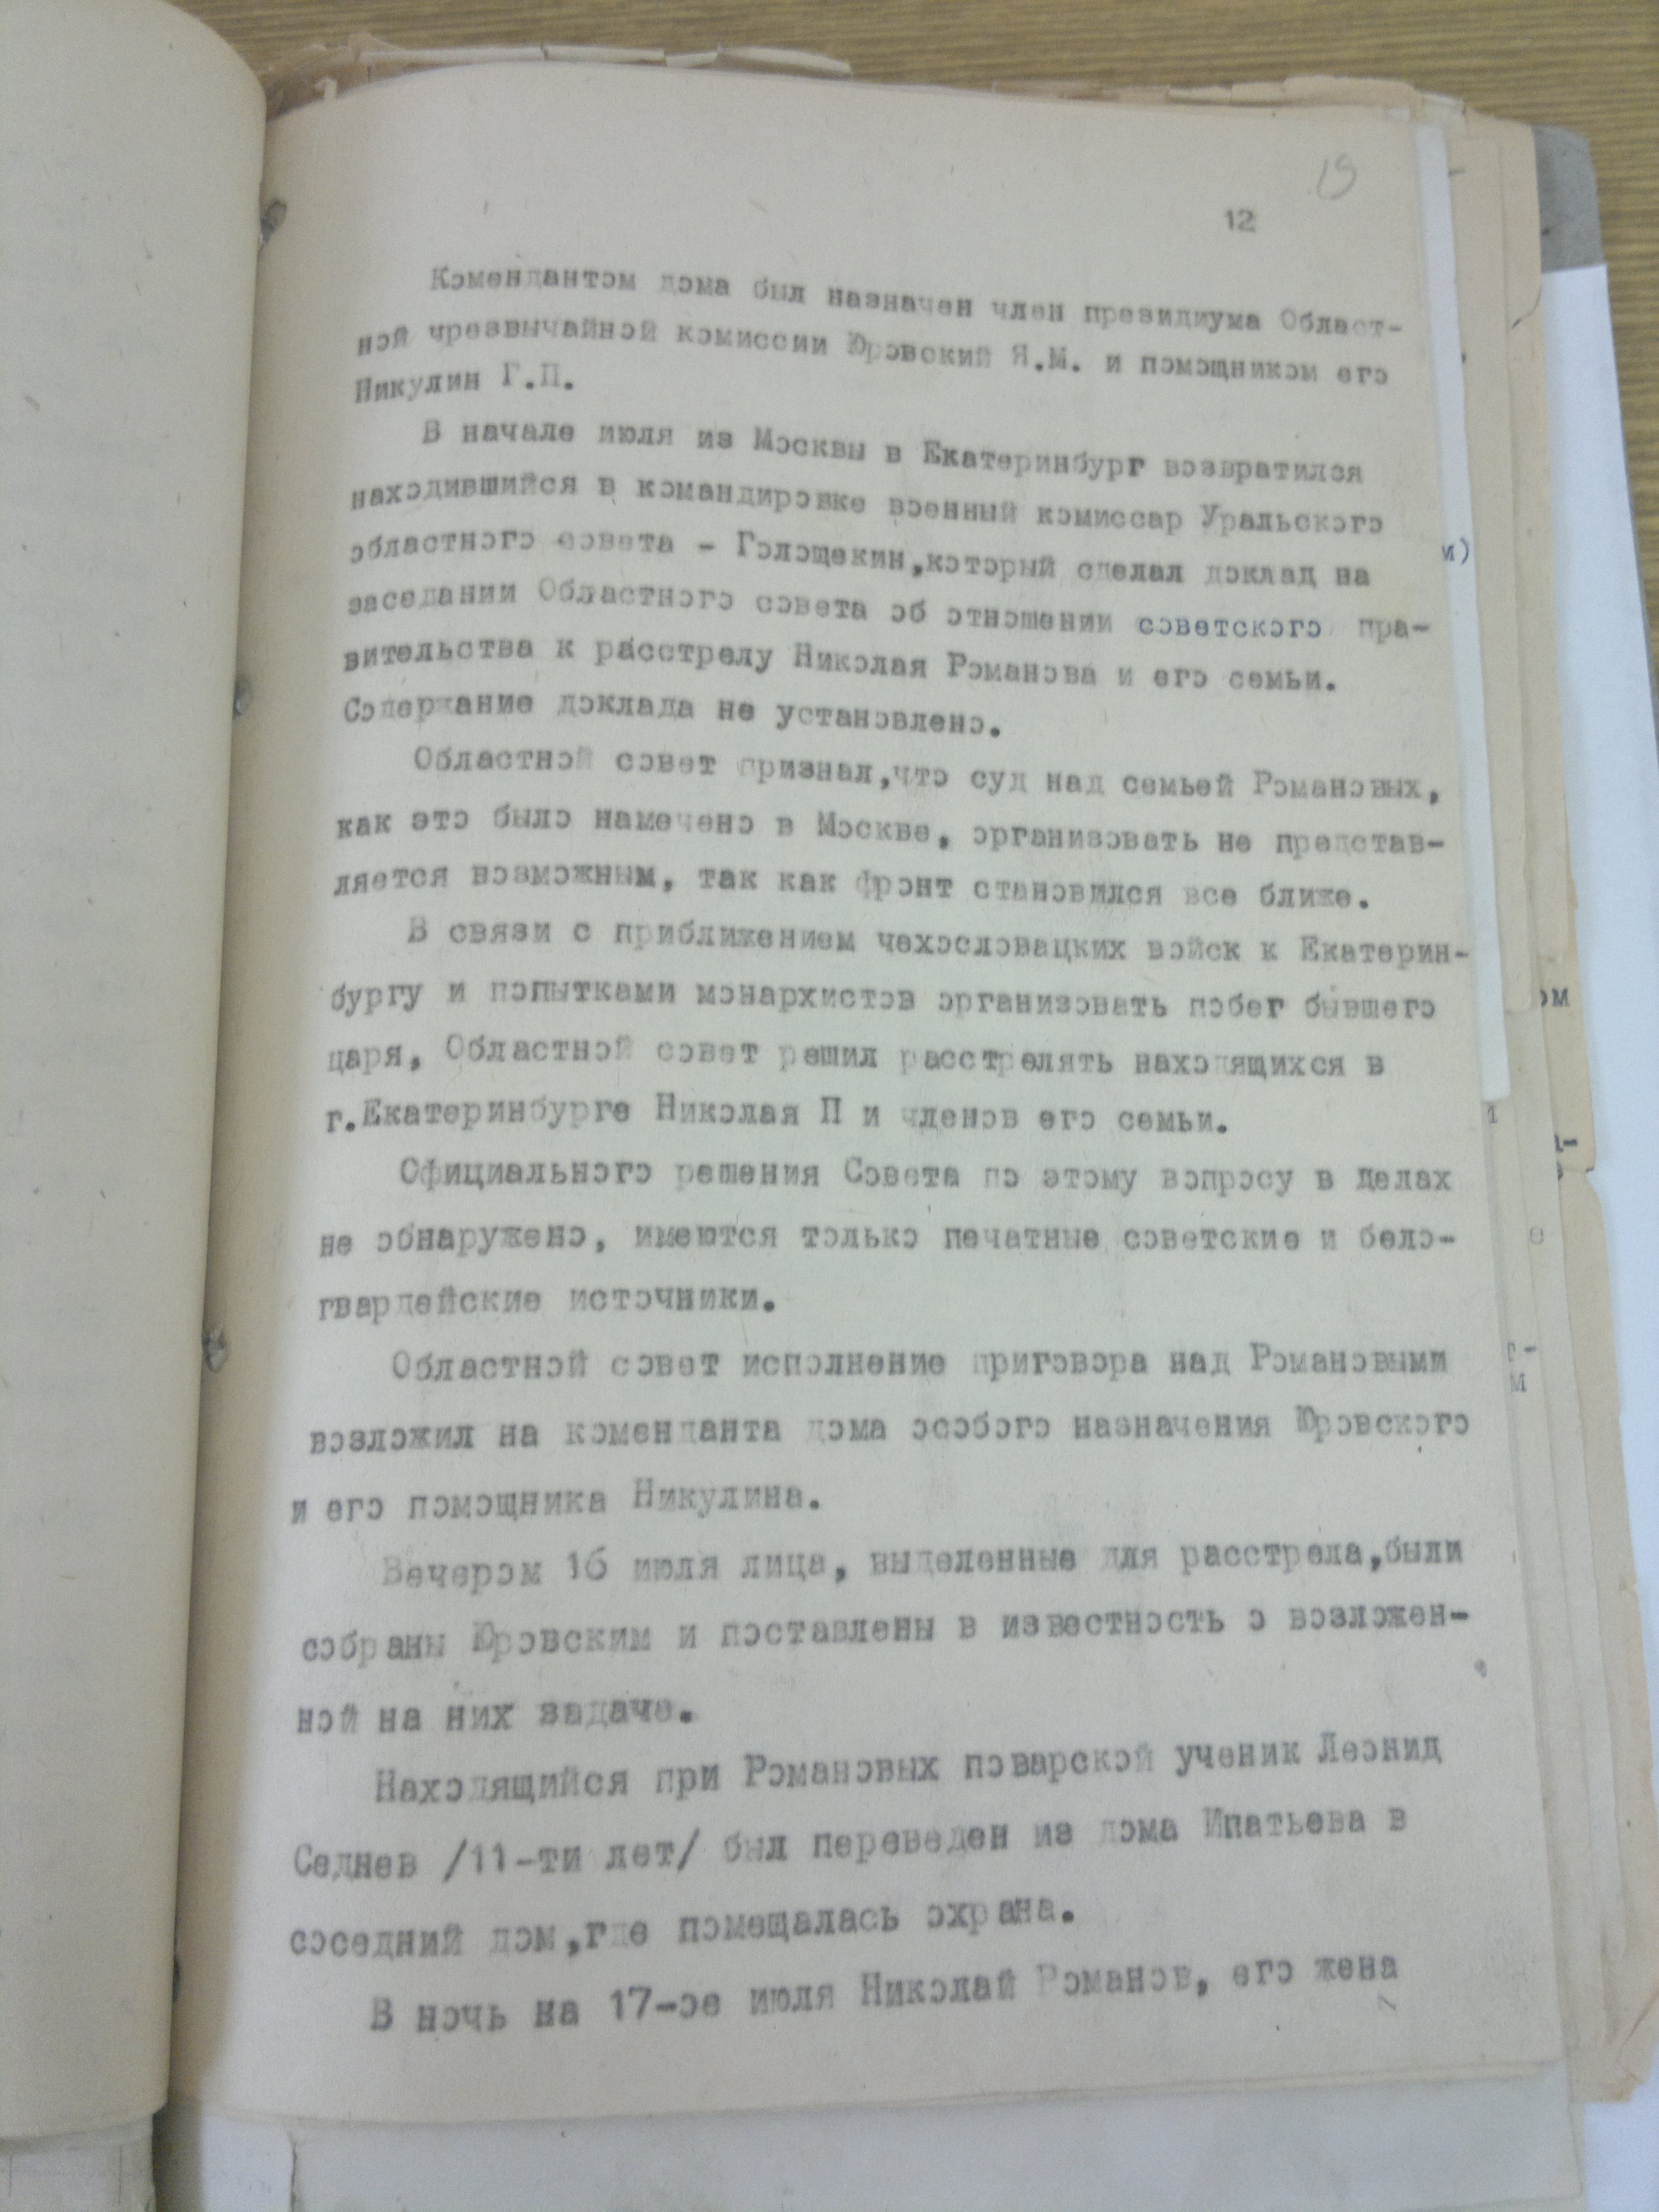 19
12
Комендантом дома был назначен член президиума Област-
ной чрезвычайной комиссии Юровский Я.М. и помощником его
Никулин Г.П.
В начале июля из Москвы в Екатеринбург возвратился
находившийся в командировке военный комиссар Уральского
областного совета - Голощекин,который сделал доклад на
заседании Областного совета об отношении советского пра-
вительства к расстрелу Николая Романова и его семьи.
Содержание доклада не установлено.
Областной совет признал,что суд над семьей Романовых,
как это было намечено в Москве, организовать не представ-
ляется возможным, так как фронт становился все ближе.
В связи с приближением чехословацких войск к Екатерин-
бургу и попытками монархистов организовать побег бывшего
царя, Областной совет решил расстрелять находящихся в
г.Екатеринбурге Николая П и членов его семьи.
Официального решения Совета по этому вопросу в делах
не обнаружено, имеются только печатные советские и бело-
гвардейские источники.
Областной совет исполнение приговора над Романовыми
возложил на коменданта дома особого назначения Юровского
и его помощника Никулина.
Вечером 16 июля лица, выделенные для расстрела,были
собраны Юровским и поставлены в известность о возложен-
ной на них задаче.
Находящийся при Романовых поварской ученик Леонид
Седнев /11-ти лет/ был переведен из дома Ипатьева в
соседний дом,где помещалась охрана.
В ночь на 17-ое июля Николай Романов, его жена